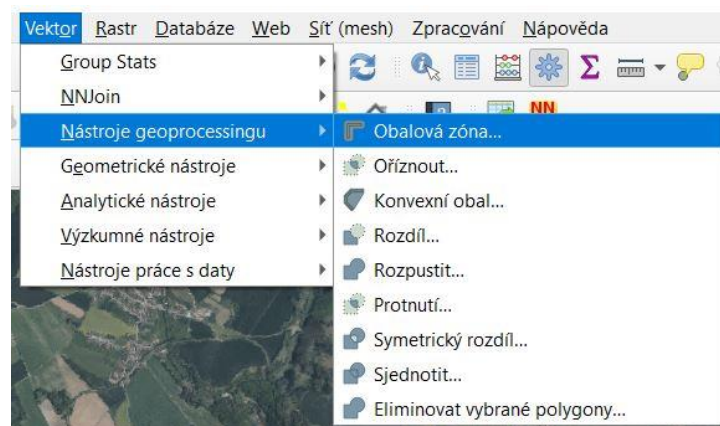 Vektor Rastr Databáze Web Síť (mesh) Zpracování Nápověda
Group Stats
NNJoin
NN
Nástroje geoprocessingu
Obalová zóna...
Geometrické nástroje
Oříznout...
Analytické nástroje
Konvexní obal...
Výzkumné nástroje
Rozdíl...
Nástroje práce s daty
Rozpustit...
Protnutí...
Symetrický rozdíl...
Sjednotit...
Eliminovat vybrané polygony...